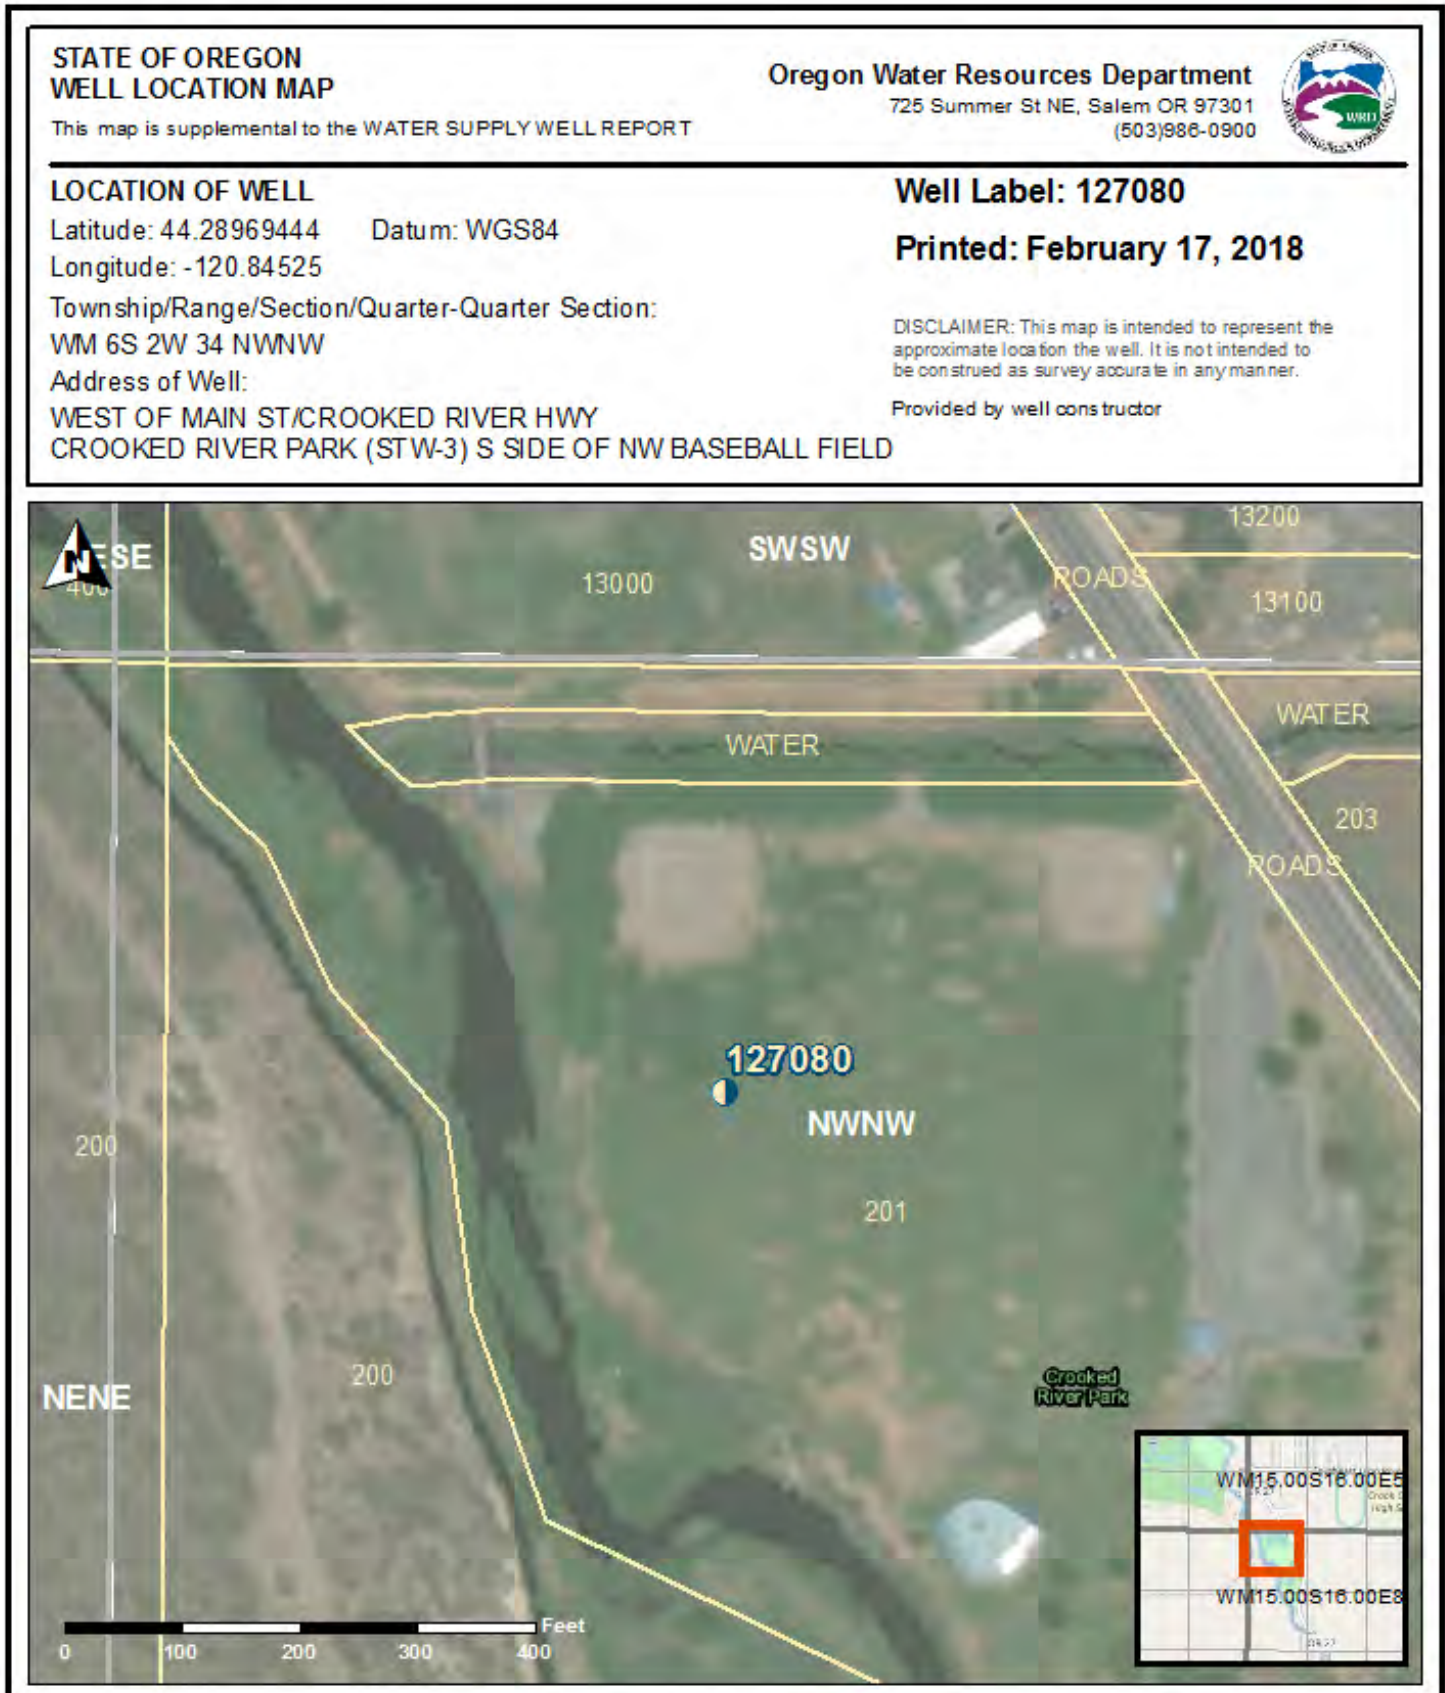 STATE OF OREGON
WELL LOCATION MAP
This map is supplemental to the WATER SUPPLY WELL REPORT
Oregon Water Resources Department
725 Summer St NE, Salem OR 97301
(503)986-0900
WRD
LOCATION OF WELL
Latitude: 44.28969444 Datum: WGS84
Longitude: -120.84525
Township/Range/Section/Quarter-Quarter Section:
WM 6S 2W 34 NWNW
Address of Well:
WEST OF MAIN ST/CROOKED RIVER HWY
CROOKED RIVER PARK (STW-3) S SIDE OF NW BASEBALL FIELD
Well Label: 127080
Printed: February 17, 2018
DISCLAIMER: This map is intended to represent the
approximate location the well. It is not intended to
be construed as survey accurate in any manner.
Provided by well constructor
N
ESE
400
SWSW
13000
13200
ROADS
13100
WATER
WATER
203
ROADS
127080
NWNW
200
201
200
NENE
Crooked
River Park
WM15.00S16.00E5
WM15.00S16.00E8
Feet
0 100 200 300 400